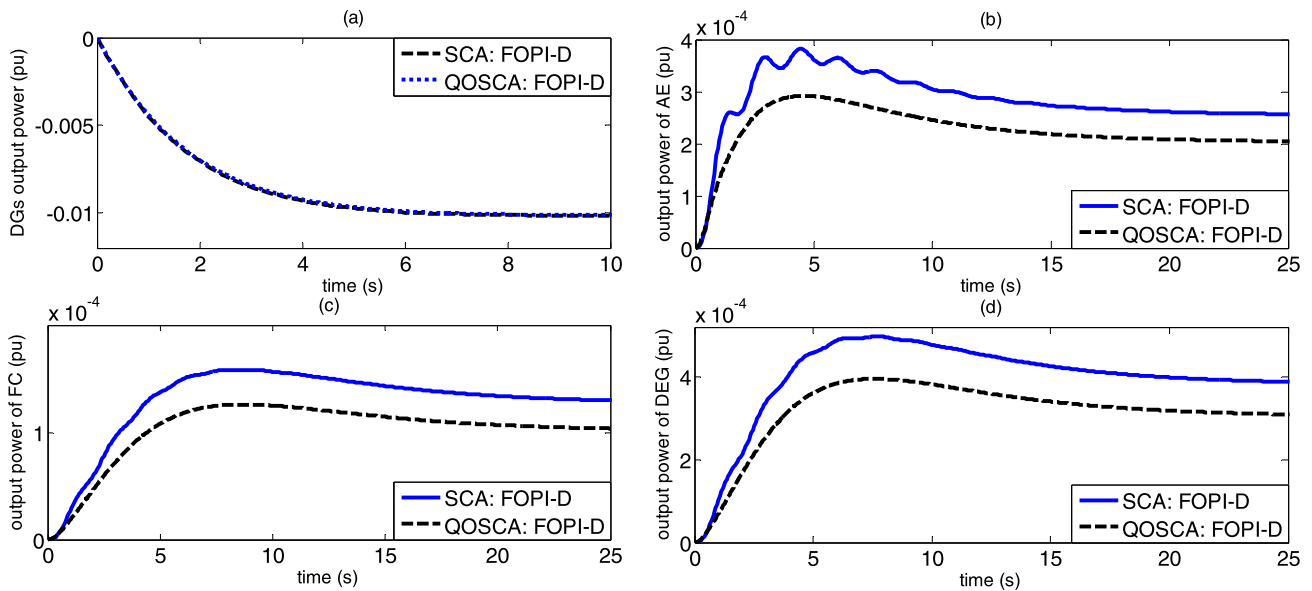 (a)
DGs output power (pu)
0
-0.005
-0.01
SCA: FOPI-D
QOSCA: FOPI-D
0 2 4 6 8 10
time (s)
(b)
x 10-4
output power of AE (pu)
4
3
2
1
0
SCA: FOPI-D
QOSCA: FOPI-D
0 5 10 15 20 25
time (s)
(c)
x 10-4
output power of FC (pu)
1
0
SCA: FOPI-D
QOSCA: FOPI-D
0 5 10 15 20 25
time (s)
(d)
x 10-4
output power of DEG (pu)
4
2
0
SCA: FOPI-D
QOSCA: FOPI-D
0 5 10 15 20 25
time (s)